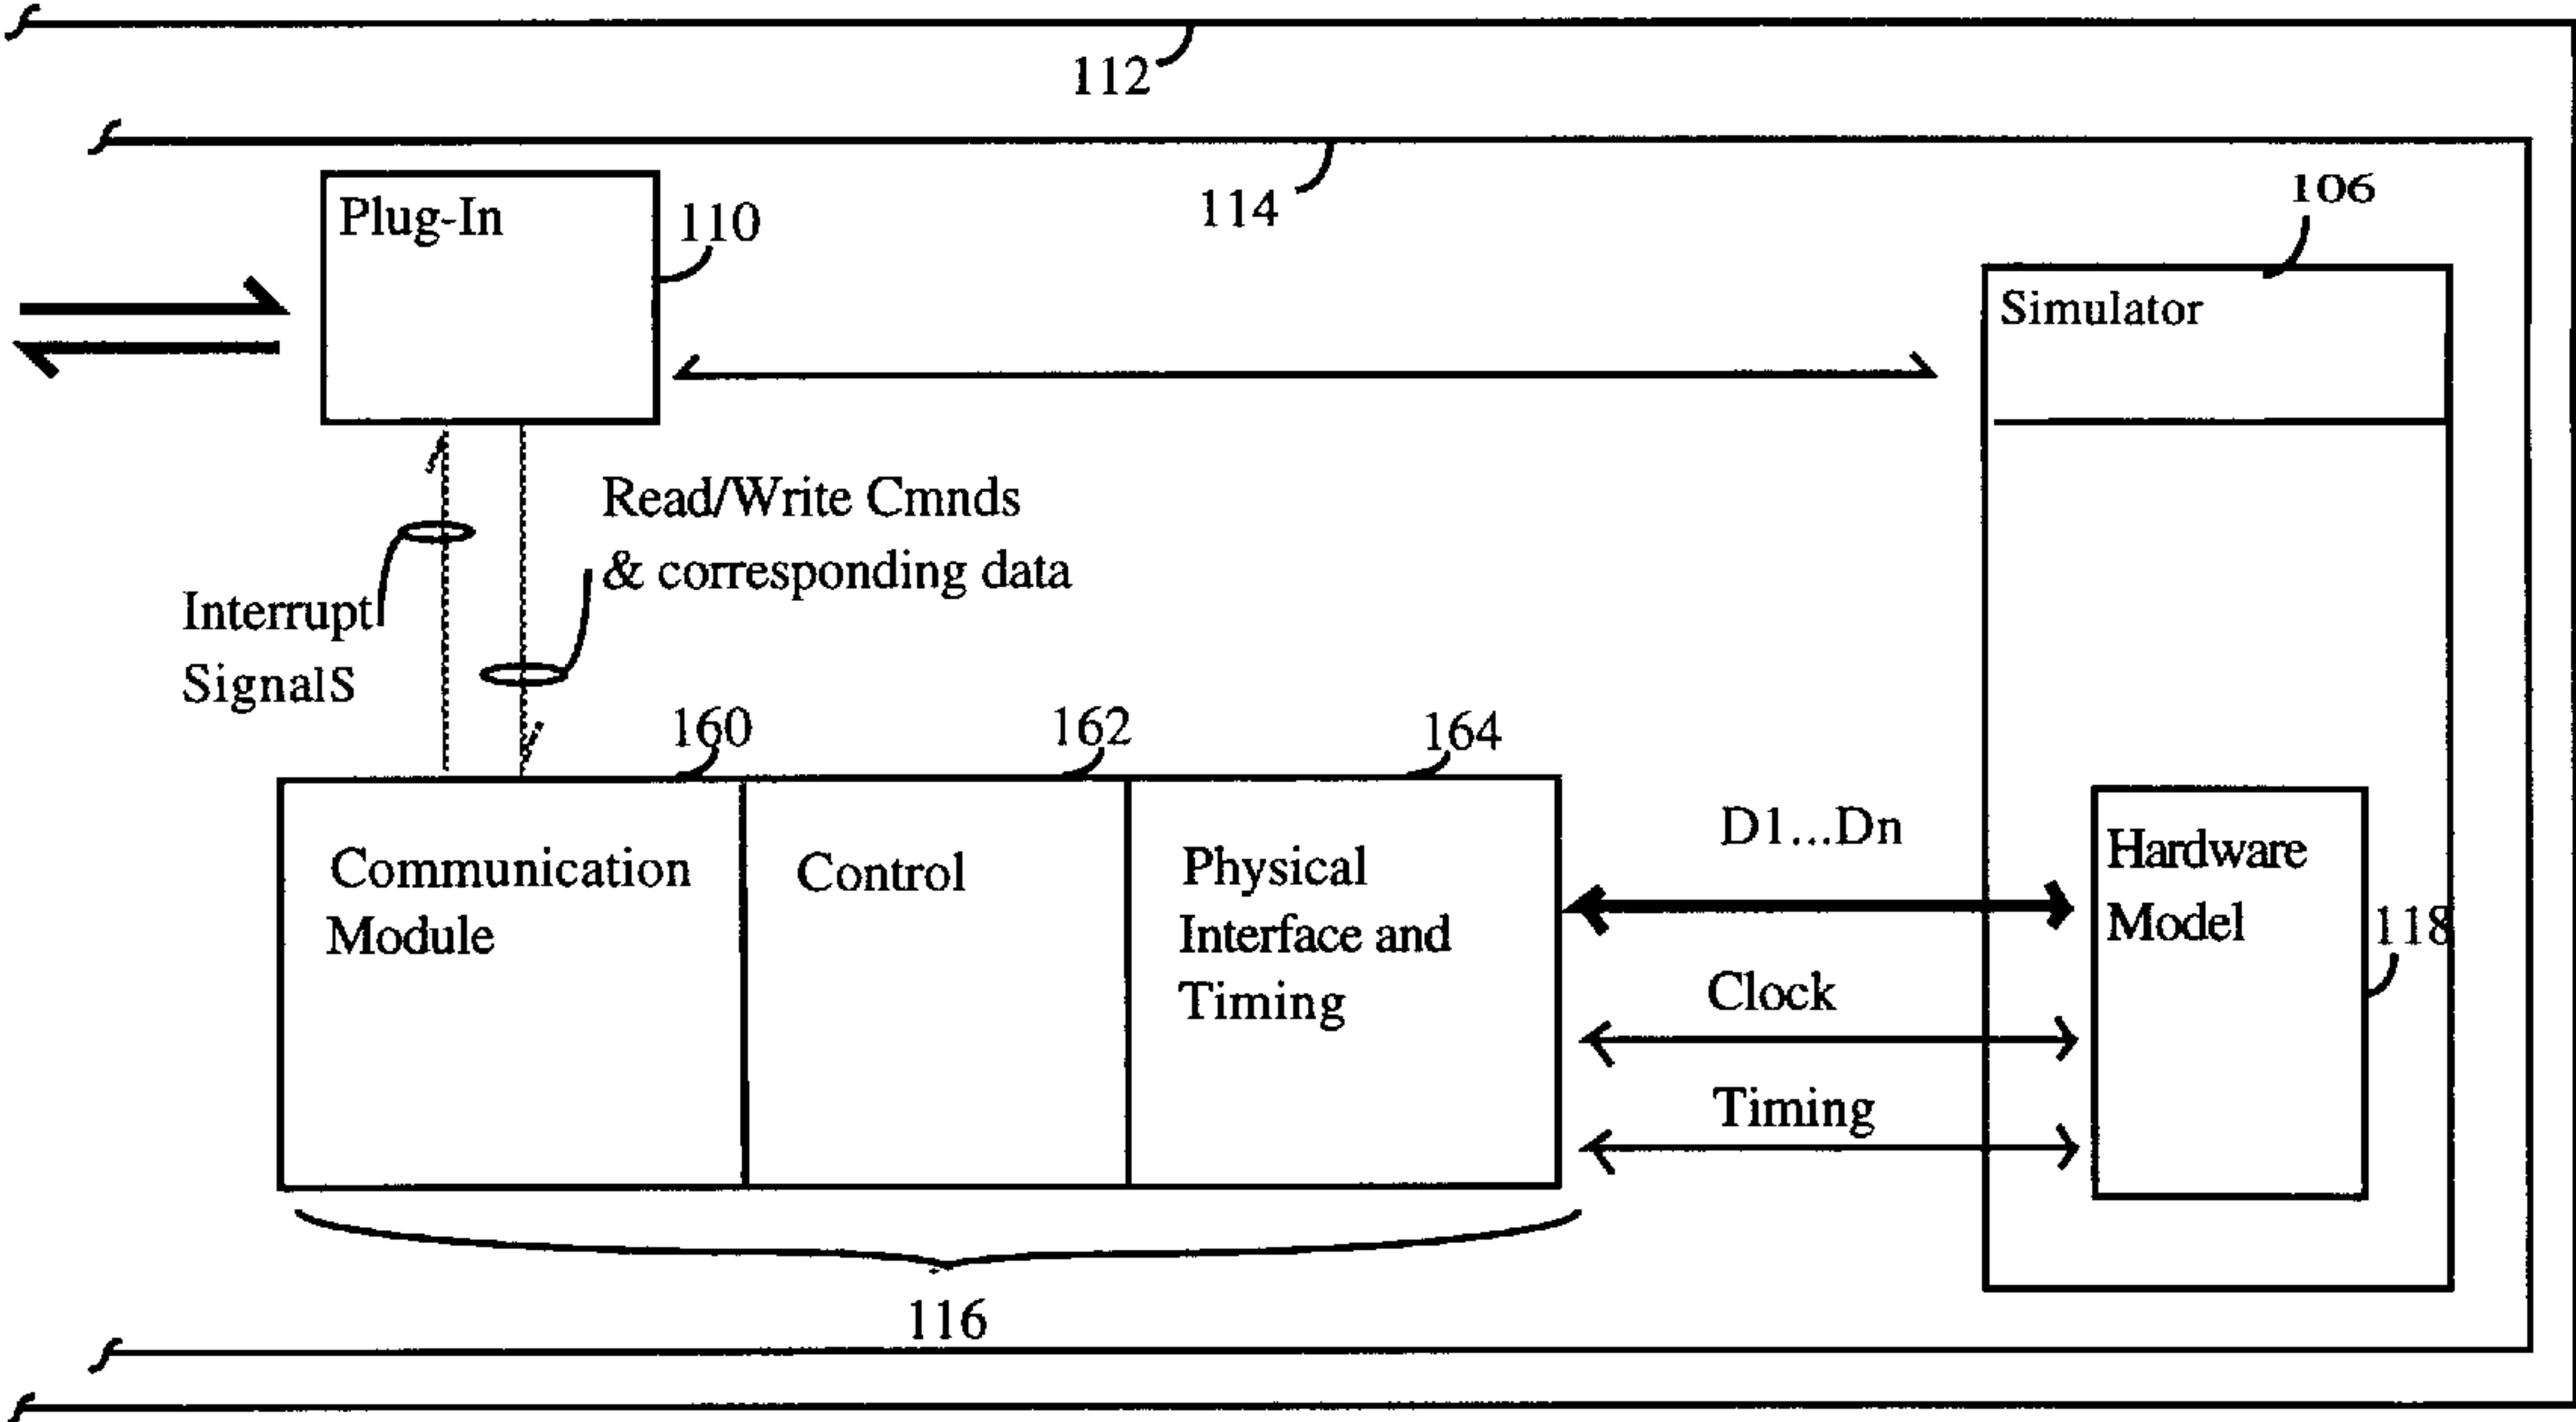 112
114
Plug-In
110
106
Simulator
Read/Write Cmnds
& corresponding data
Interrupt
SignalS
160
162
164
Communication
Module
Control
Physical
Interface and
Timing
D1...Dn
Clock
Timing
Hardware
Model
118
116